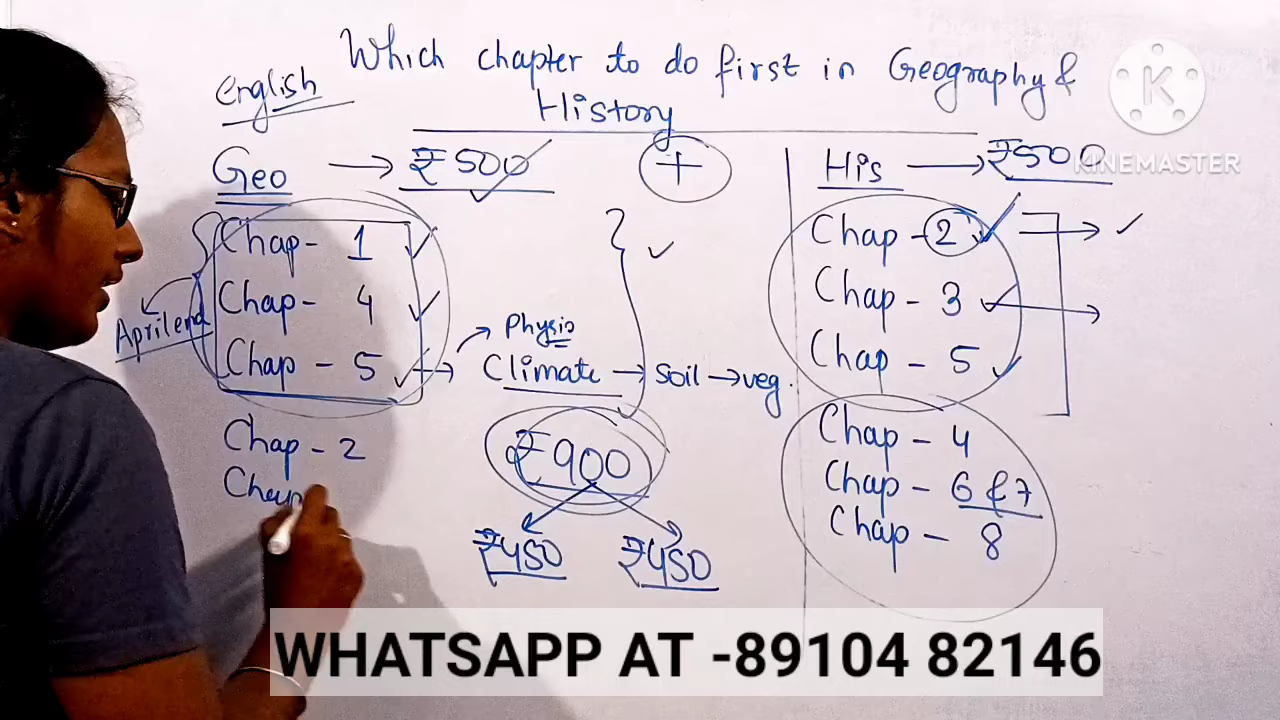 Which chapter to do first in Geography &
English
History
Geo → ₹500
+
His → ₹500
K
KINEMASTER
Chap - 1
Chap - 4
Chap - 5
April end
Physio
Climate → Soil → veg.
Chap - 2
Chap
₹900
₹450 ₹450
Chap - 2
Chap - 3
Chap - 5
Chap - 4
Chap - 6 & 7
Chap - 8
WHATSAPP AT -89104 82146